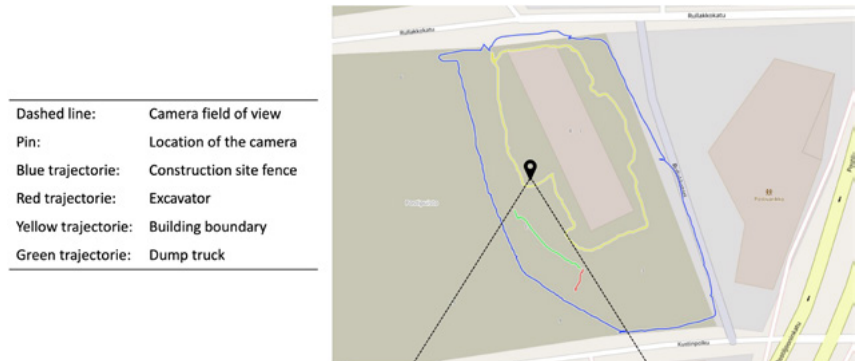 Rullakkokatu
Rullakkokatu
Dashed line: Camera field of view
Pin: Location of the camera
Blue trajectorie: Construction site fence
Red trajectorie: Excavator
Yellow trajectorie: Building boundary
Green trajectorie: Dump truck
Postipuisto
Kustinpolku